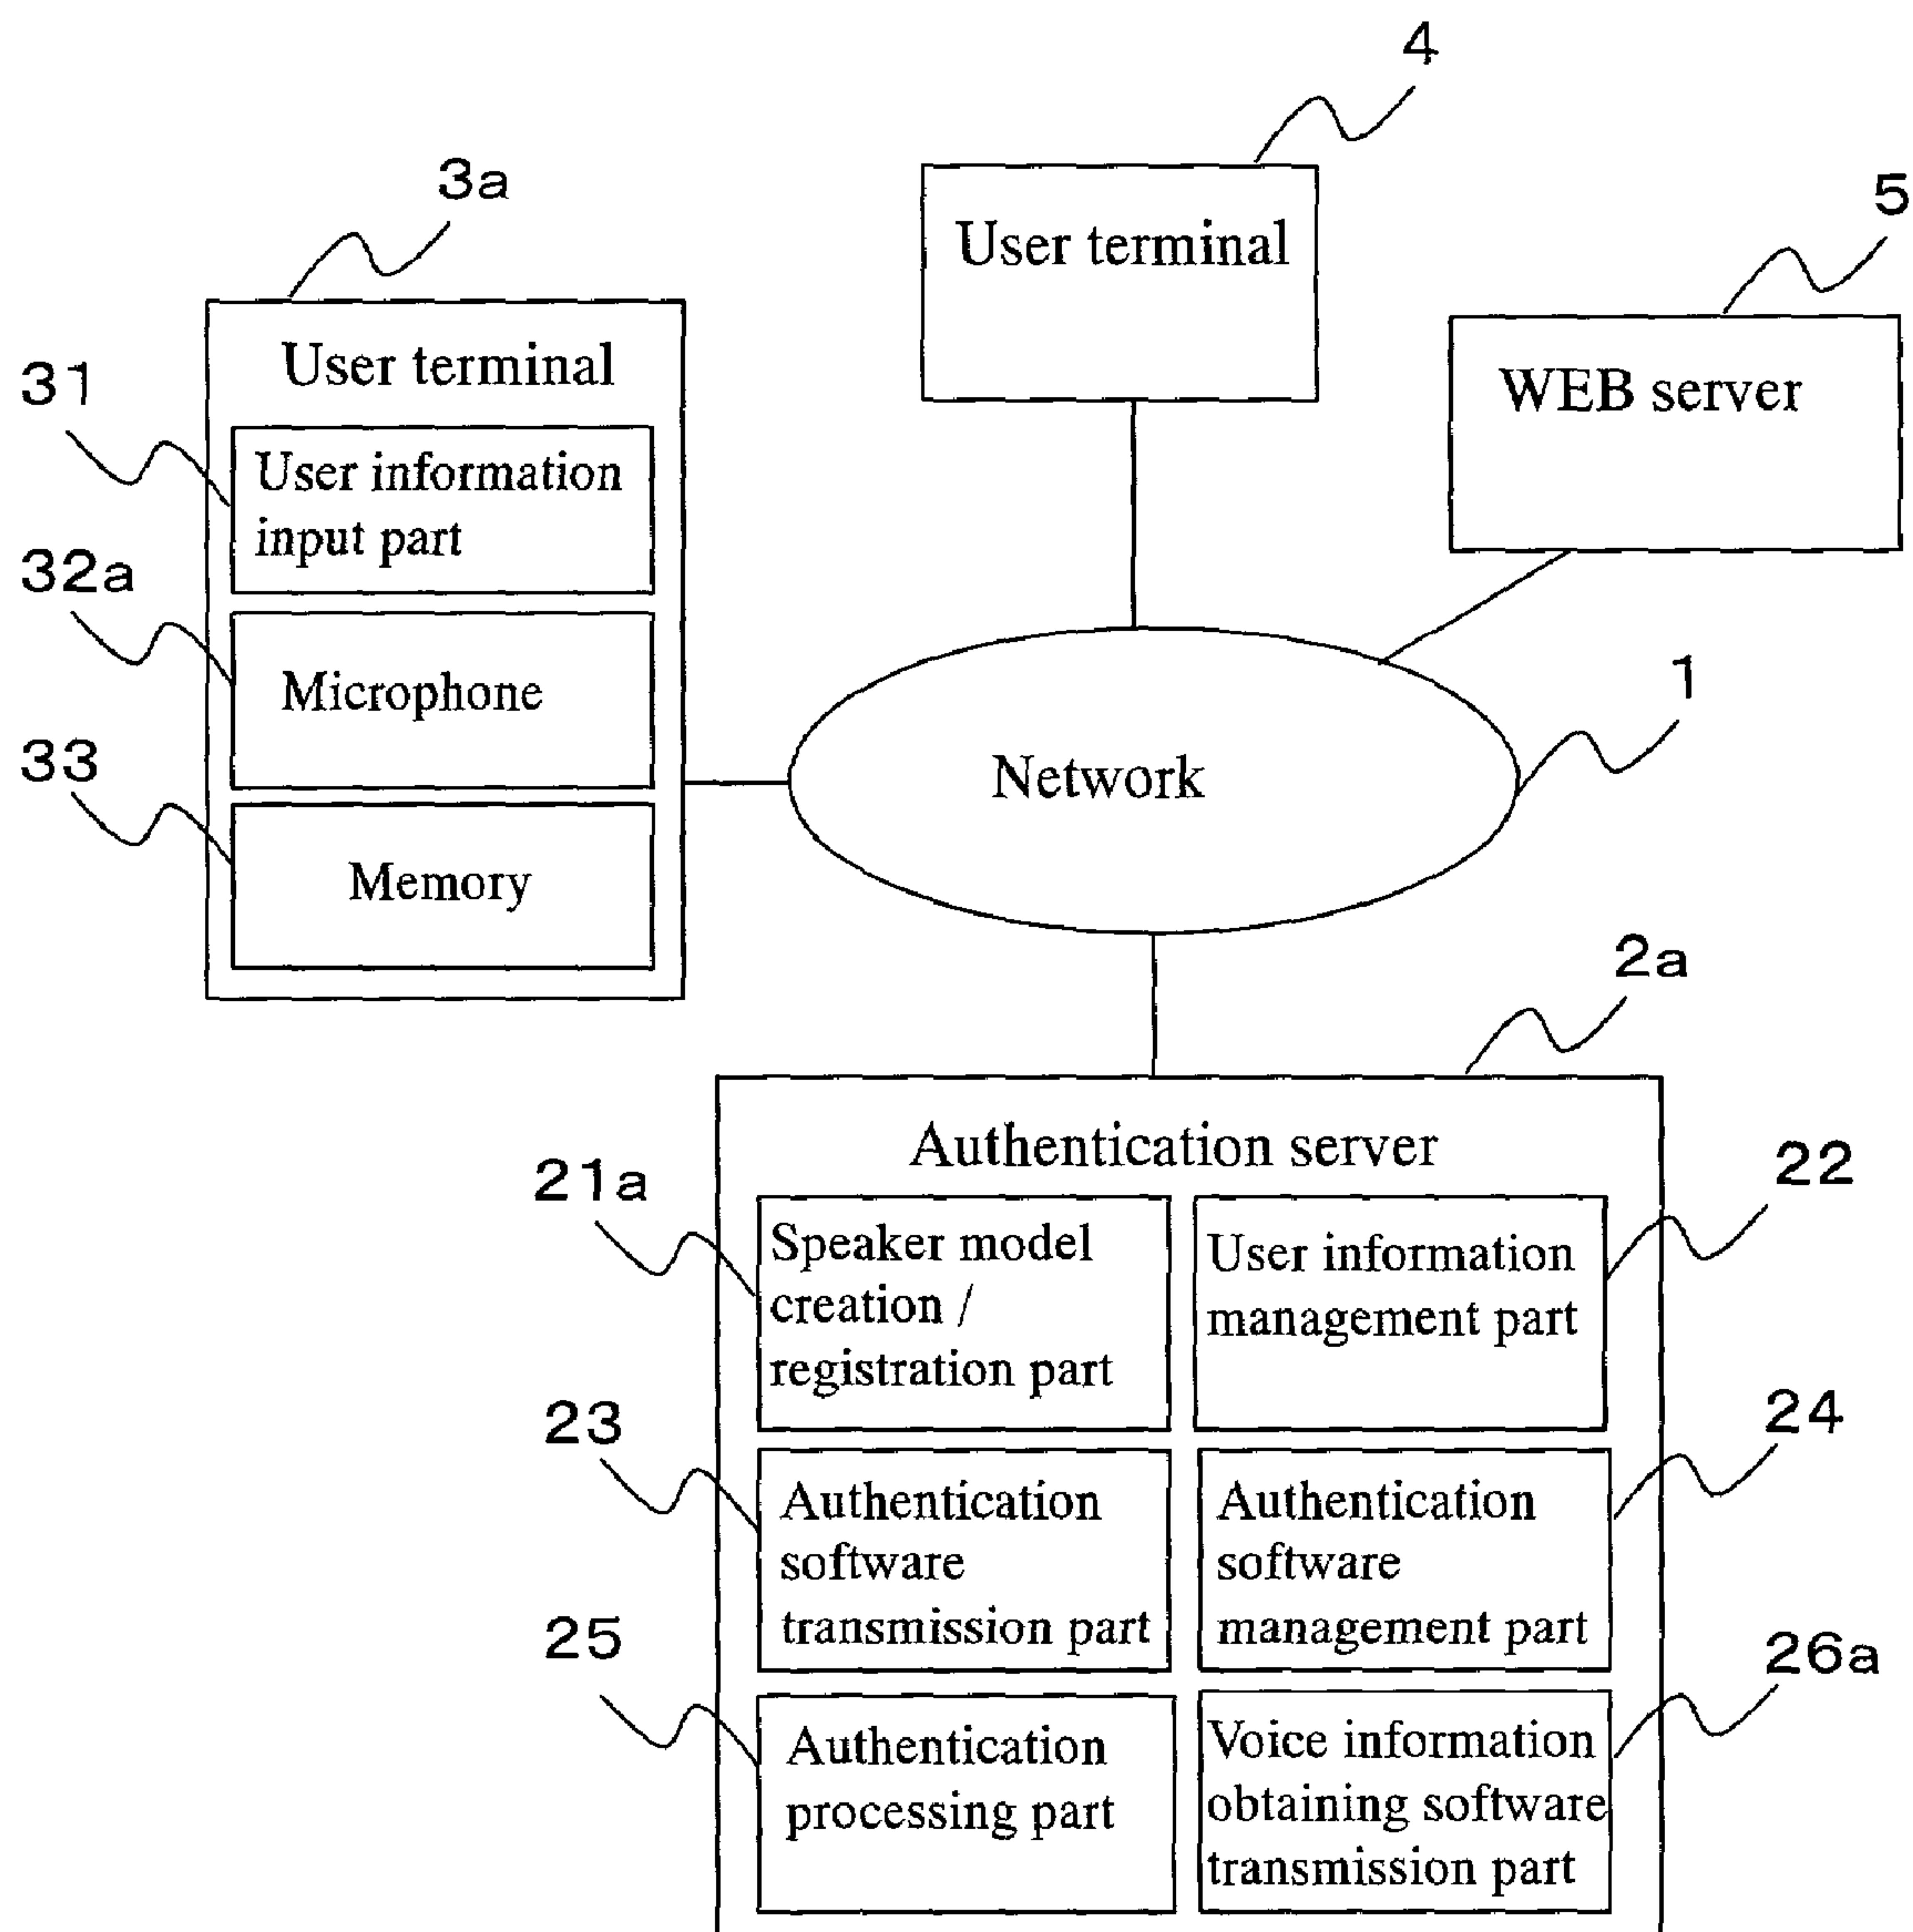 4
3a
5
User terminal
User terminal
WEB server
31
User information
input part
32a
Microphone
1
33
Network
Memory
2a
Authentication server
21a
22
Speaker model
creation /
registration part
User information
management part
23
24
Authentication
software
transmission part
Authentication
software
management part
25
26a
Authentication
processing part
Voice information
obtaining software
transmission part